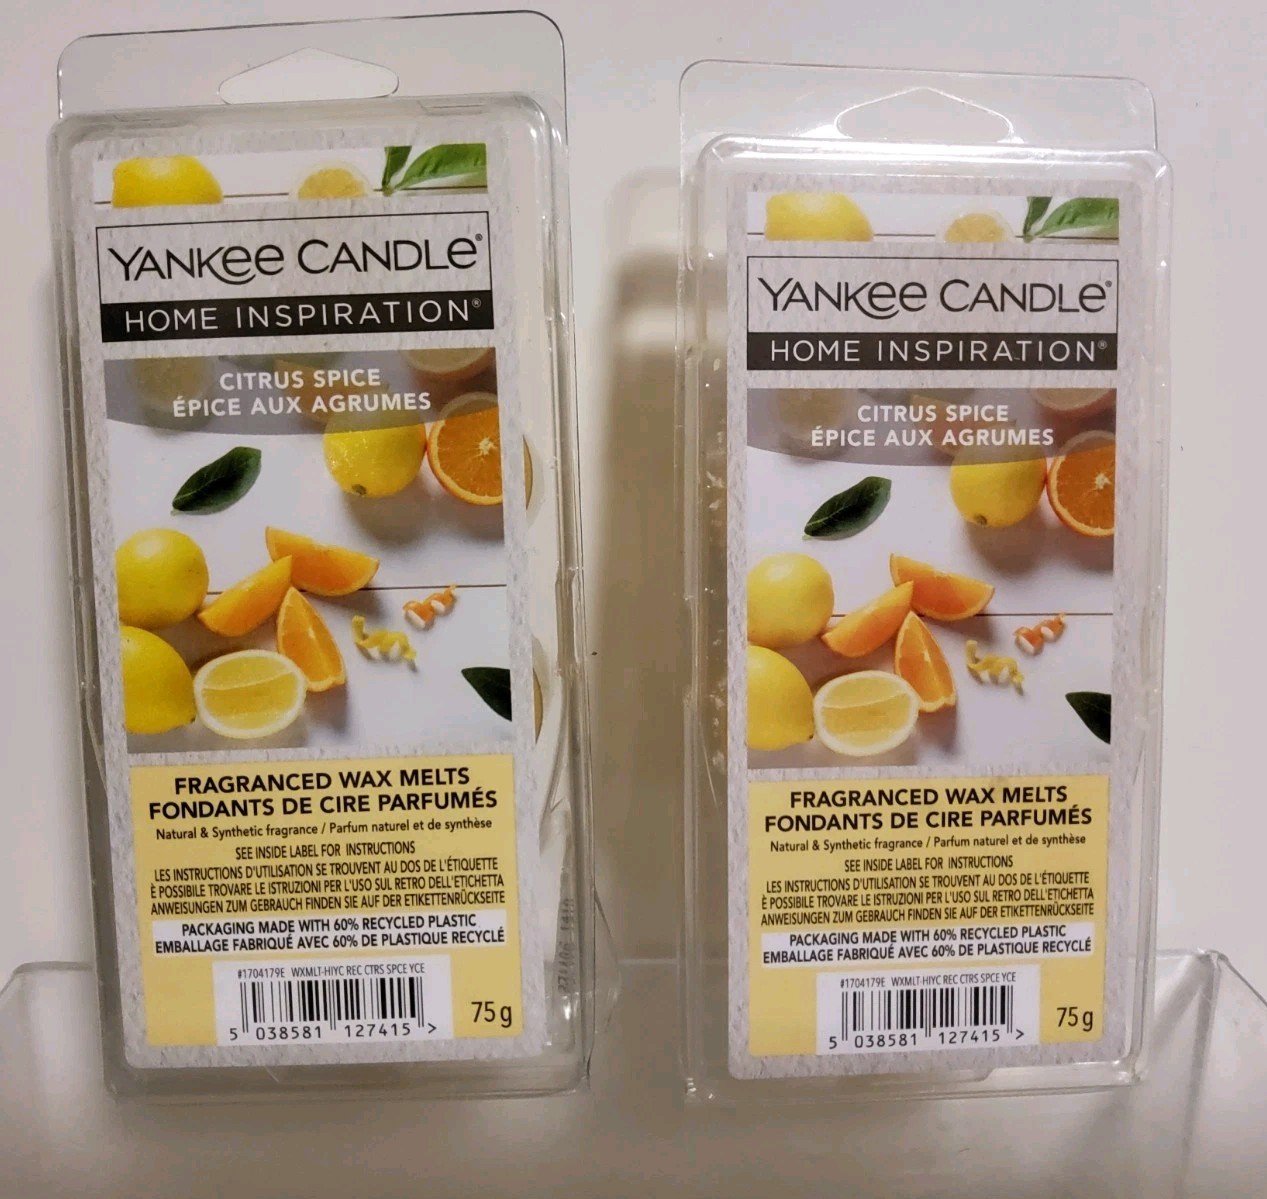 YANKEE CANDLE®
HOME INSPIRATION®
CITRUS SPICE
ÉPICE AUX AGRUMES
FRAGRANCED WAX MELTS
FONDANTS DE CIRE PARFUMÉS
Natural & Synthetic fragrance / Parfum naturel et de synthèse
SEE INSIDE LABEL FOR INSTRUCTIONS
LES INSTRUCTIONS D'UTILISATION SE TROUVENT AU DOS DE L'ÉTIQUETTE
È POSSIBILE TROVARE LE ISTRUZIONI PER L'USO SUL RETRO DELL'ETICHETTA
ANWEISUNGEN ZUM GEBRAUCH FINDEN SIE AUF DER ETIKETTENRÜCKSEITE
PACKAGING MADE WITH 60% RECYCLED PLASTIC
EMBALLAGE FABRIQUÉ AVEC 60% DE PLASTIQUE RECYCLÉ
#1704179E WXMLT-HIYC REC CTRS SPCE YCE
5 038581 127415 >
75 g
YANKEE CANDLE®
HOME INSPIRATION®
CITRUS SPICE
ÉPICE AUX AGRUMES
FRAGRANCED WAX MELTS
FONDANTS DE CIRE PARFUMÉS
Natural & Synthetic fragrance / Parfum naturel et de synthèse
SEE INSIDE LABEL FOR INSTRUCTIONS
LES INSTRUCTIONS D'UTILISATION SE TROUVENT AU DOS DE L'ÉTIQUETTE
È POSSIBILE TROVARE LE ISTRUZIONI PER L'USO SUL RETRO DELL'ETICHETTA
ANWEISUNGEN ZUM GEBRAUCH FINDEN SIE AUF DER ETIKETTENRÜCKSEITE
PACKAGING MADE WITH 60% RECYCLED PLASTIC
EMBALLAGE FABRIQUÉ AVEC 60% DE PLASTIQUE RECYCLÉ
#1704179E WXMLT-HIYC REC CTRS SPCE YCE
5 038581 127415 >
75 g